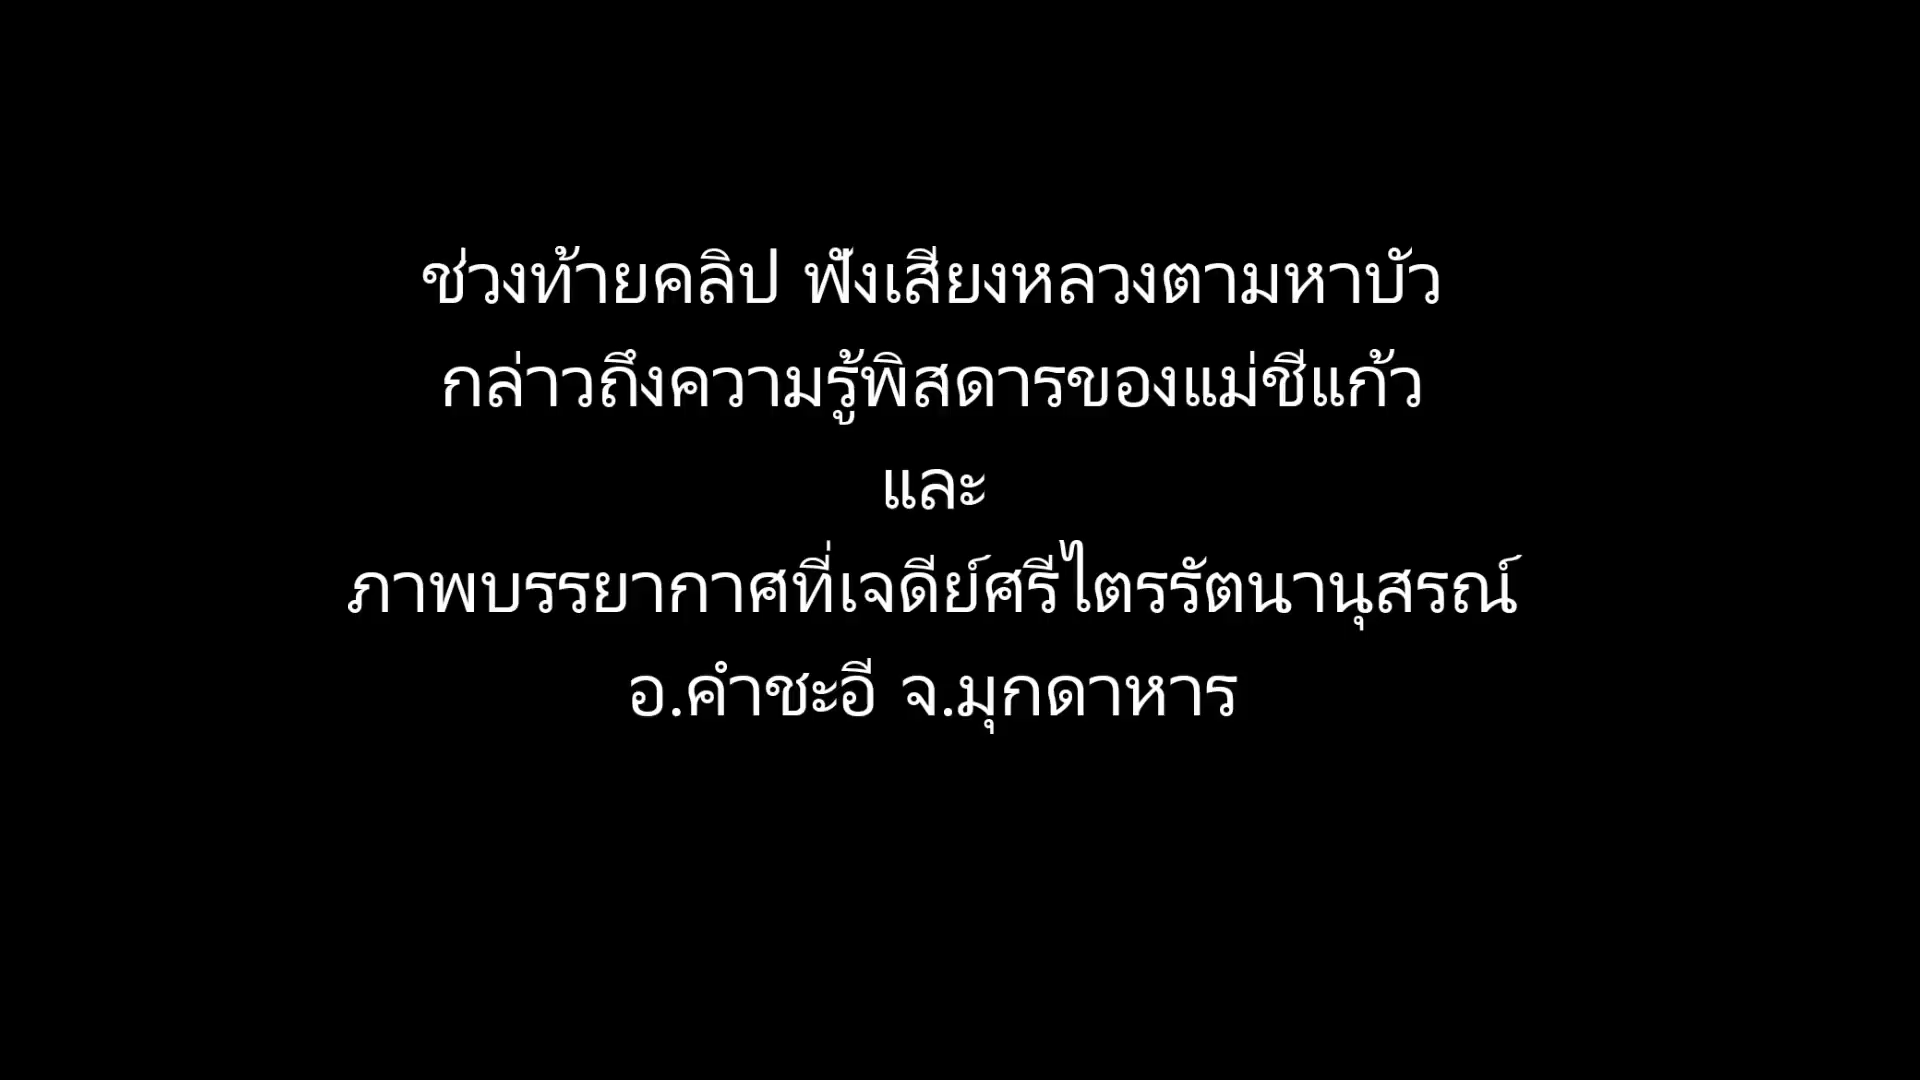 ช่วงท้ายคลิป ฟังเสียงหลวงตามหาบัว
กล่าวถึงความรู้พิสดารของแม่ชีแก้ว
และ
ภาพบรรยากาศที่เจดีย์ศรีไตรรัตนานุสรณ์
อ.คำชะอี จ.มุกดาหาร